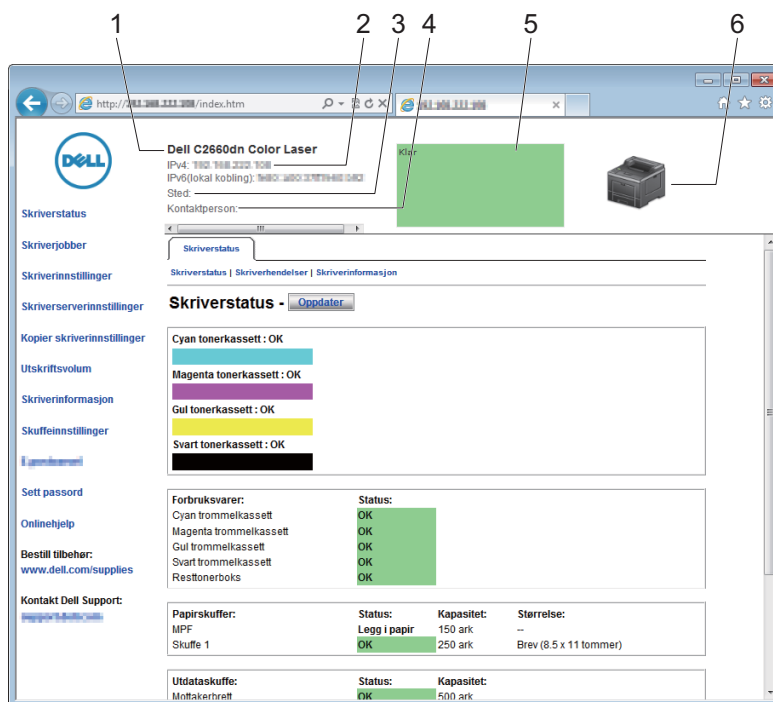 1 2 3 4 5 6
http:// /index.htm
DELL
Dell C2660dn Color Laser
IPv4:
IPv6(lokal kobling):
Sted:
Kontaktperson:
Klar
Skriverstatus
Skriverjobber
Skriverinnstillinger
Skriverserverinnstillinger
Kopier skriverinnstillinger
Utskriftsvolum
Skriverinformasjon
Skuffeinnstillinger
Sett passord
Onlinehjelp
Bestill tilbehør:
www.dell.com/supplies
Kontakt Dell Support:
Skriverstatus
Skriverstatus | Skriverhendelser | Skriverinformasjon
Skriverstatus - Oppdater
Cyan tonerkassett : OK
Magenta tonerkassett : OK
Gul tonerkassett : OK
Svart tonerkassett : OK
Forbruksvarer: Status:
Cyan trommelkassett OK
Magenta trommelkassett OK
Gul trommelkassett OK
Svart trommelkassett OK
Resttonerboks OK
Papirskuffer: Status: Kapasitet: Størrelse:
MPF Legg i papir 150 ark --
Skuffe 1 OK 250 ark Brev (8.5 x 11 tommer)
Utdataskuffe: Status: Kapasitet:
Mottakerbrett OK 500 ark